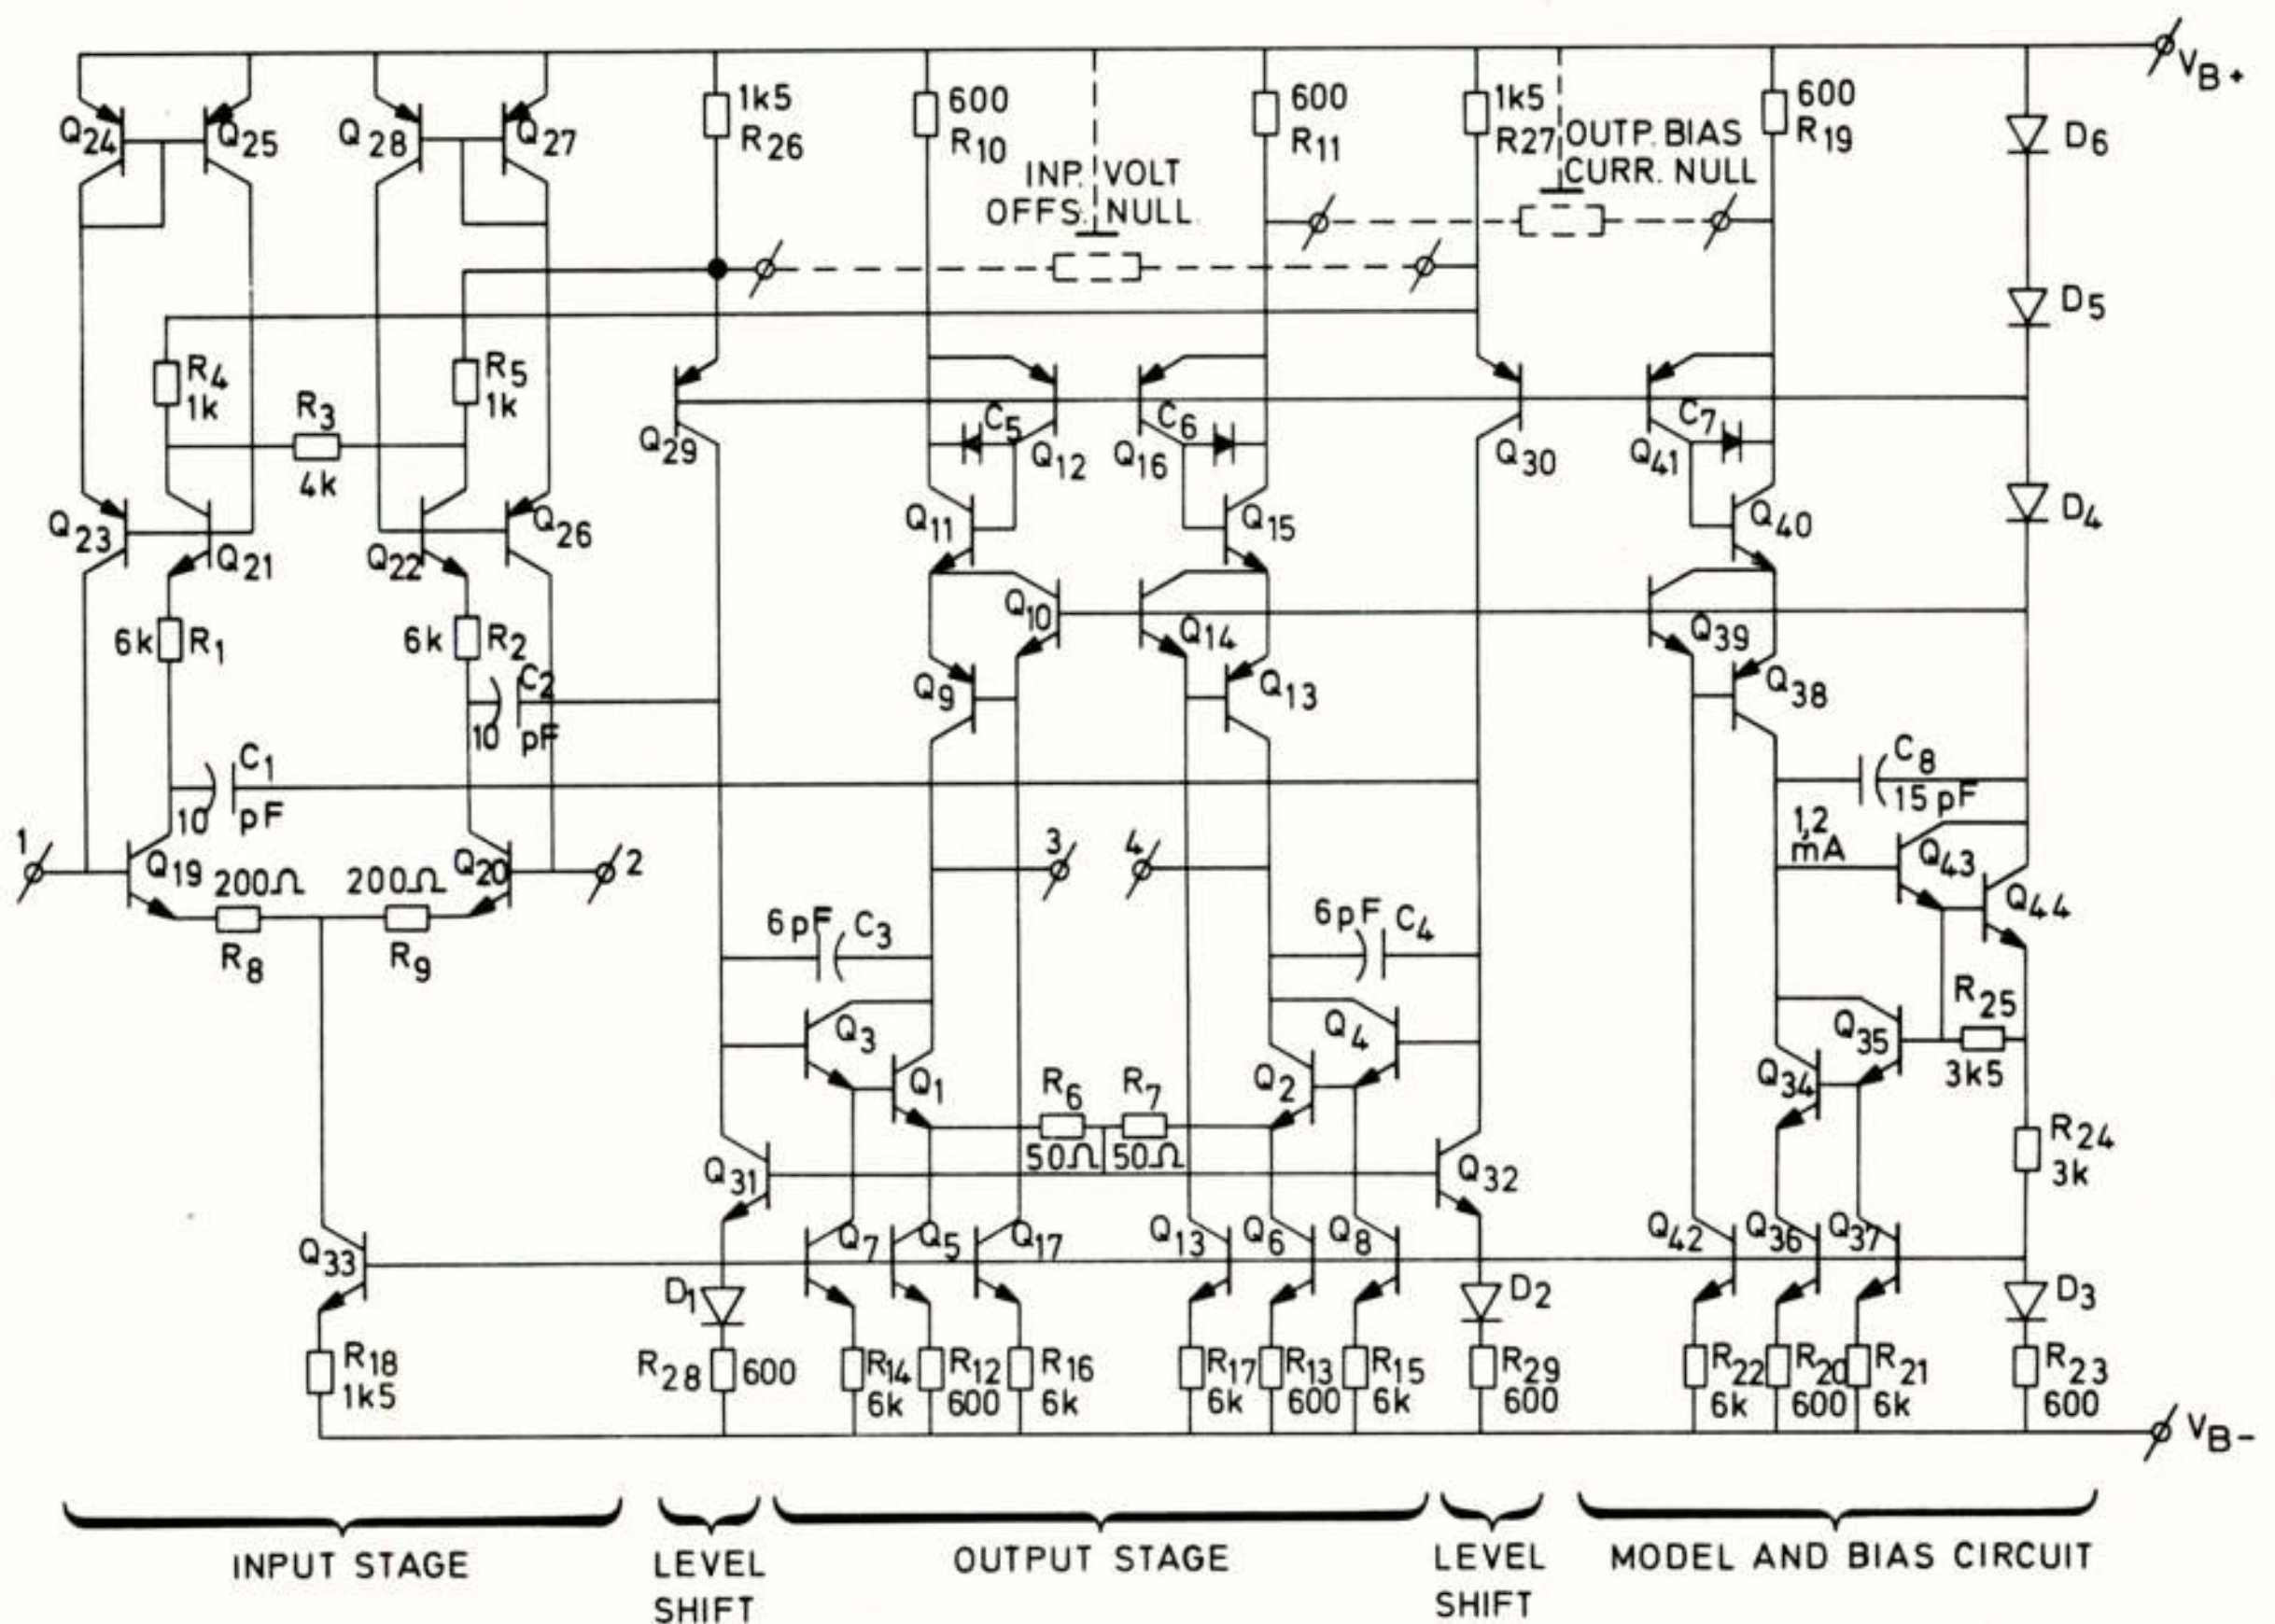 VB+
Q24
Q25
Q28
Q27
1k5
R26
600
R10
INP. VOLT
OFFS. NULL
600
R11
1k5
R27
OUTP. BIAS
CURR. NULL
600
R19
D6
D5
R4
1k
R3
4k
R5
1k
Q29
C5
Q12
C6
Q16
Q30
C7
Q41
D4
Q23
Q21
Q22
Q26
Q11
Q15
Q40
6k
R1
6k
R2
Q10
Q14
Q39
C2
10 pF
Q9
Q13
Q38
C1
10 pF
C8
15 pF
1
Q19
200Ω
200Ω
Q20
2
3
4
1,2
mA
Q43
Q44
R8
R9
6pF C3
6pF C4
Q3
Q4
Q35
R25
3k5
Q1
R6
R7
Q2
Q34
50Ω
50Ω
R24
3k
Q31
Q32
Q33
Q7
Q5
Q17
Q13
Q6
Q8
Q42
Q36
Q37
D1
D2
D3
R18
1k5
R28
600
R14
6k
R12
600
R16
6k
R17
6k
R13
600
R15
6k
R29
600
R22
6k
R20
600
R21
6k
R23
600
VB-
INPUT STAGE
LEVEL
SHIFT
OUTPUT STAGE
LEVEL
SHIFT
MODEL AND BIAS CIRCUIT